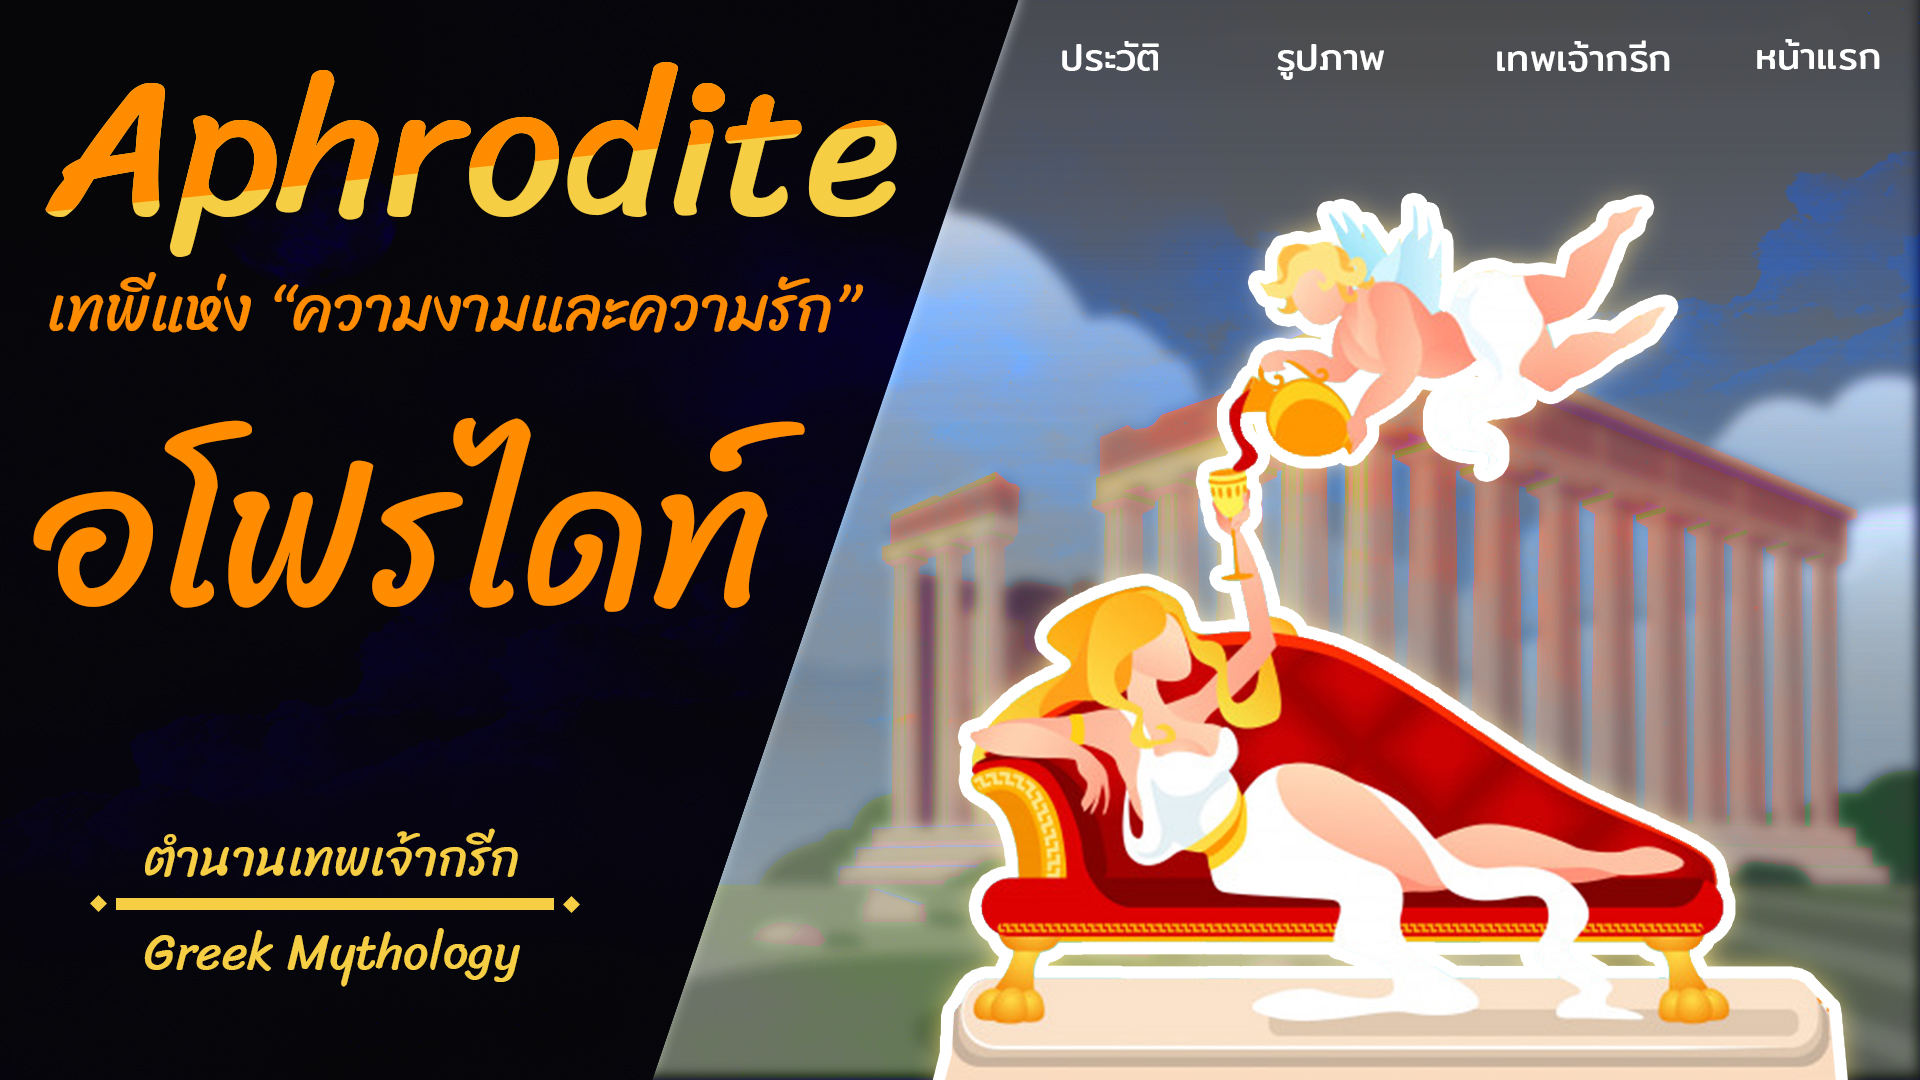 ประวัติ รูปภาพ เทพเจ้ากรีก หน้าแรก
Aphrodite
เทพีแห่ง “ความงามและความรัก”
อโฟรไดท์
ตำนานเทพเจ้ากรีก
Greek Mythology